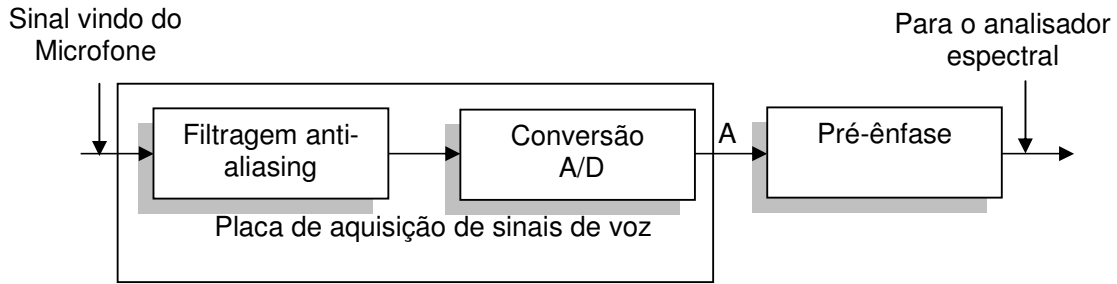 Sinal vindo do
Microfone
Para o analisador
espectral
Filtragem anti-
aliasing
Conversão
A/D
A
Pré-ênfase
Placa de aquisição de sinais de voz